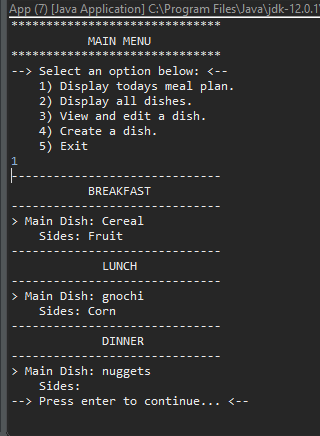 App (7) [Java Application] C:\Program Files\Java\jdk-12.0.1\
******************************
MAIN MENU
******************************
--> Select an option below: <--
1) Display todays meal plan.
2) Display all dishes.
3) View and edit a dish.
4) Create a dish.
5) Exit
1
------------------------------
BREAKFAST
------------------------------
> Main Dish: Cereal
Sides: Fruit
------------------------------
LUNCH
------------------------------
> Main Dish: gnochi
Sides: Corn
------------------------------
DINNER
------------------------------
> Main Dish: nuggets
Sides:
--> Press enter to continue... <--